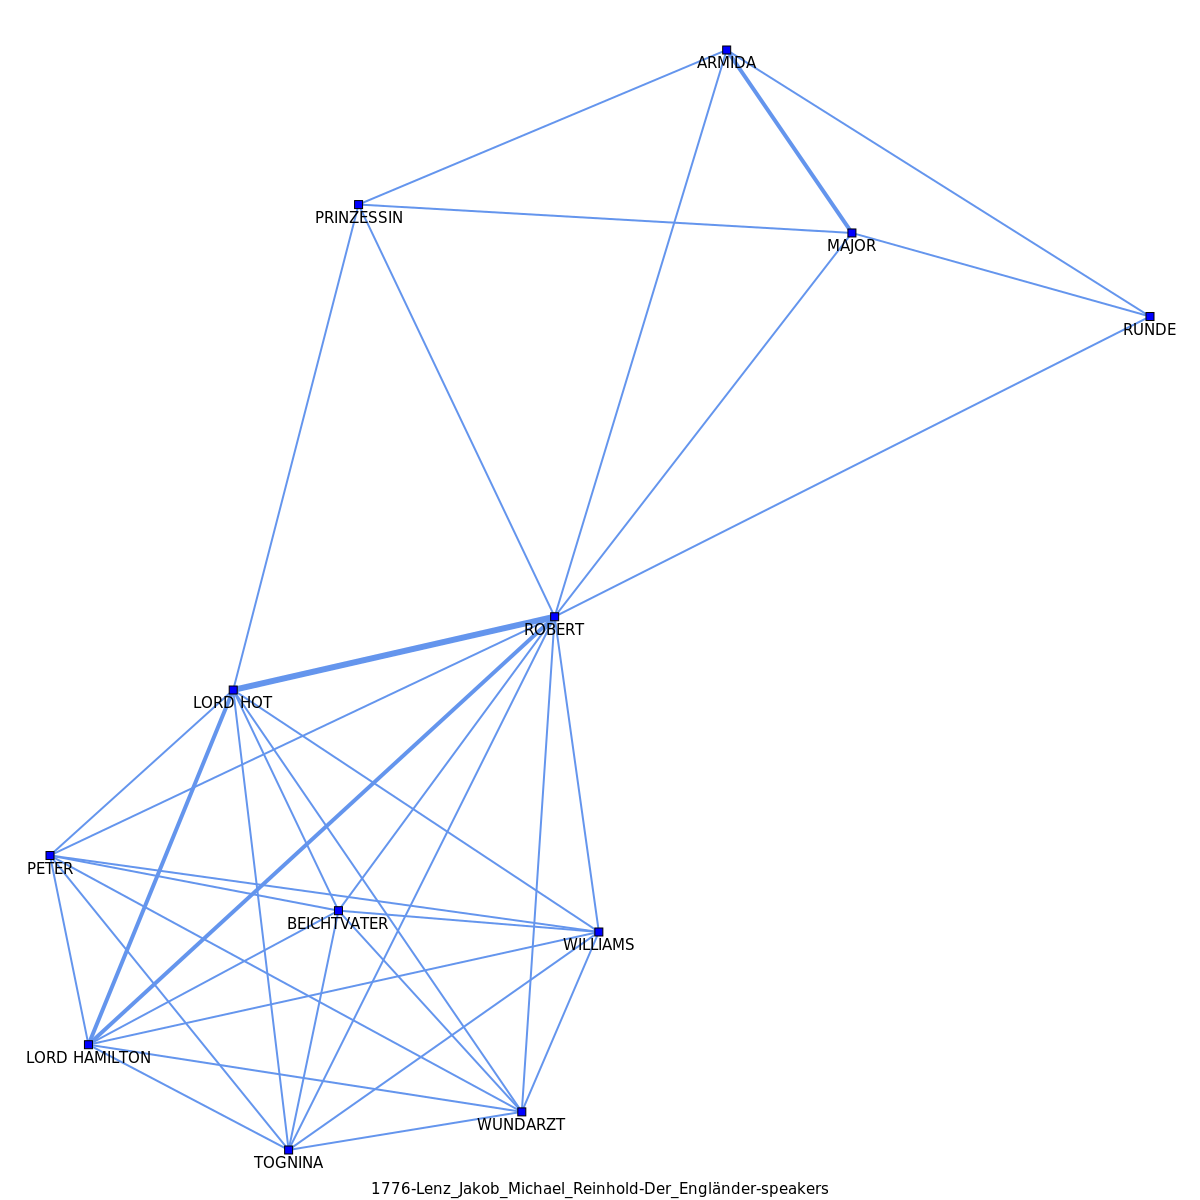 ARMIDA
PRINZESSIN
MAJOR
RUNDE
ROBERT
LORD HOT
PETER
BEICHTVATER
WILLIAMS
LORD HAMILTON
WUNDARZT
TOGNINA
1776-Lenz_Jakob_Michael_Reinhold-Der_Engländer-speakers